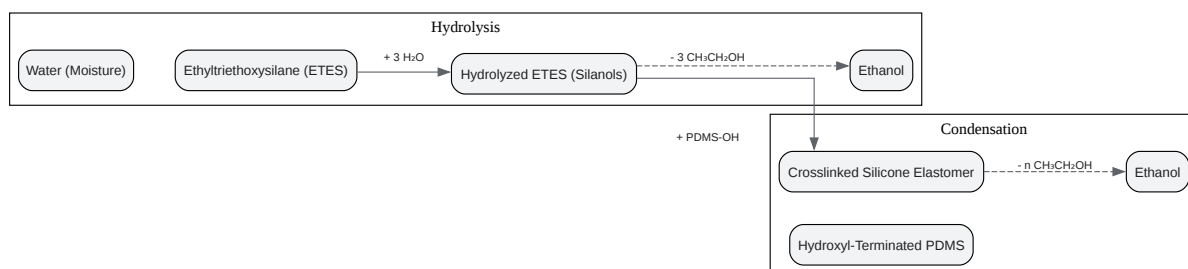 Hydrolysis
Water (Moisture)
Ethyltriethoxysilane (ETES)
+ 3 H₂O
Hydrolyzed ETES (Silanols)
- 3 CH₃CH₂OH
Ethanol
+ PDMS-OH
Condensation
Crosslinked Silicone Elastomer
- n CH₃CH₂OH
Ethanol
Hydroxyl-Terminated PDMS